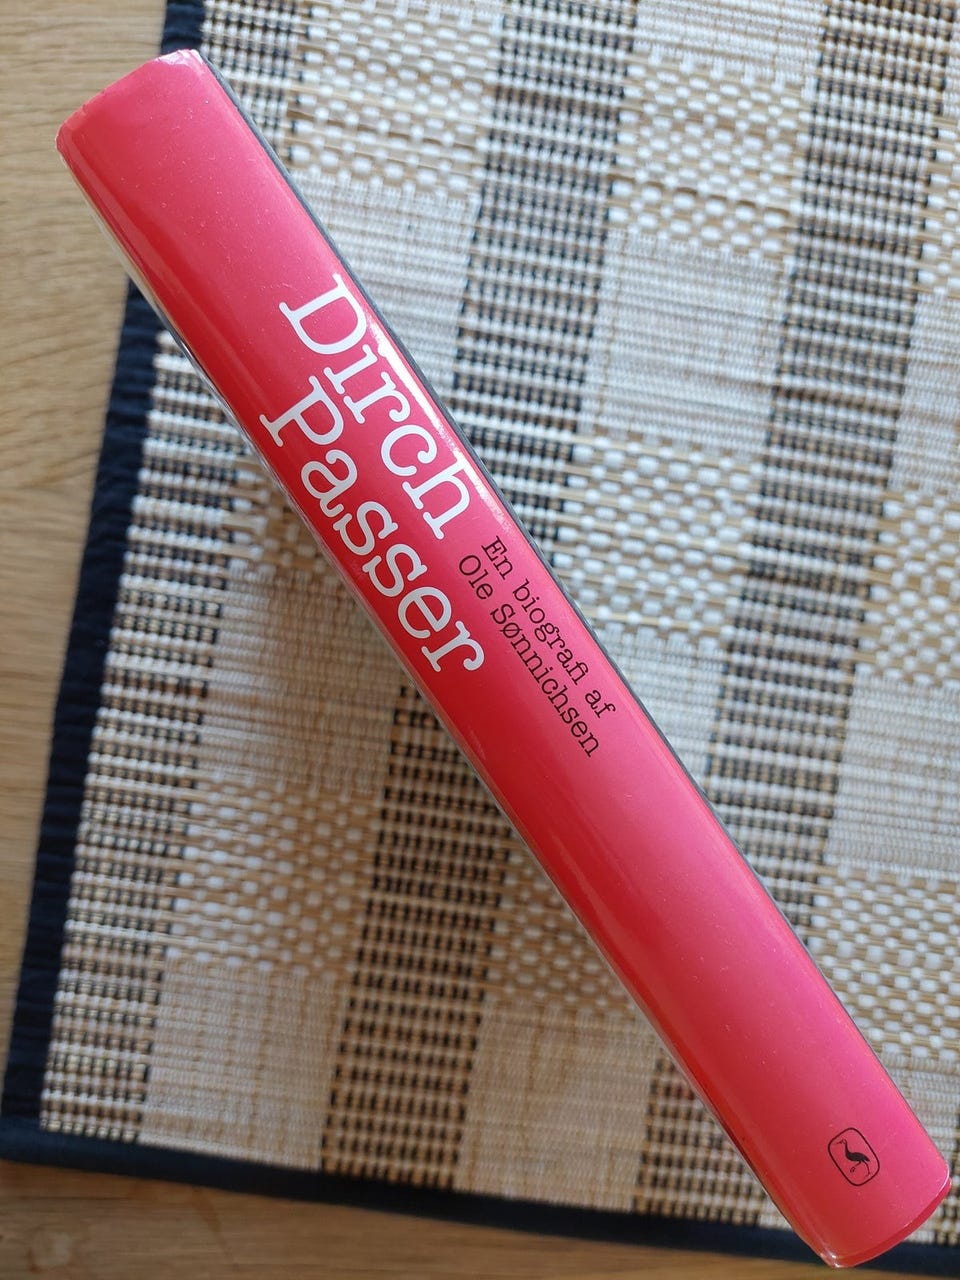 Dirch
Passer
En biografi af
Ole Sønnichsen